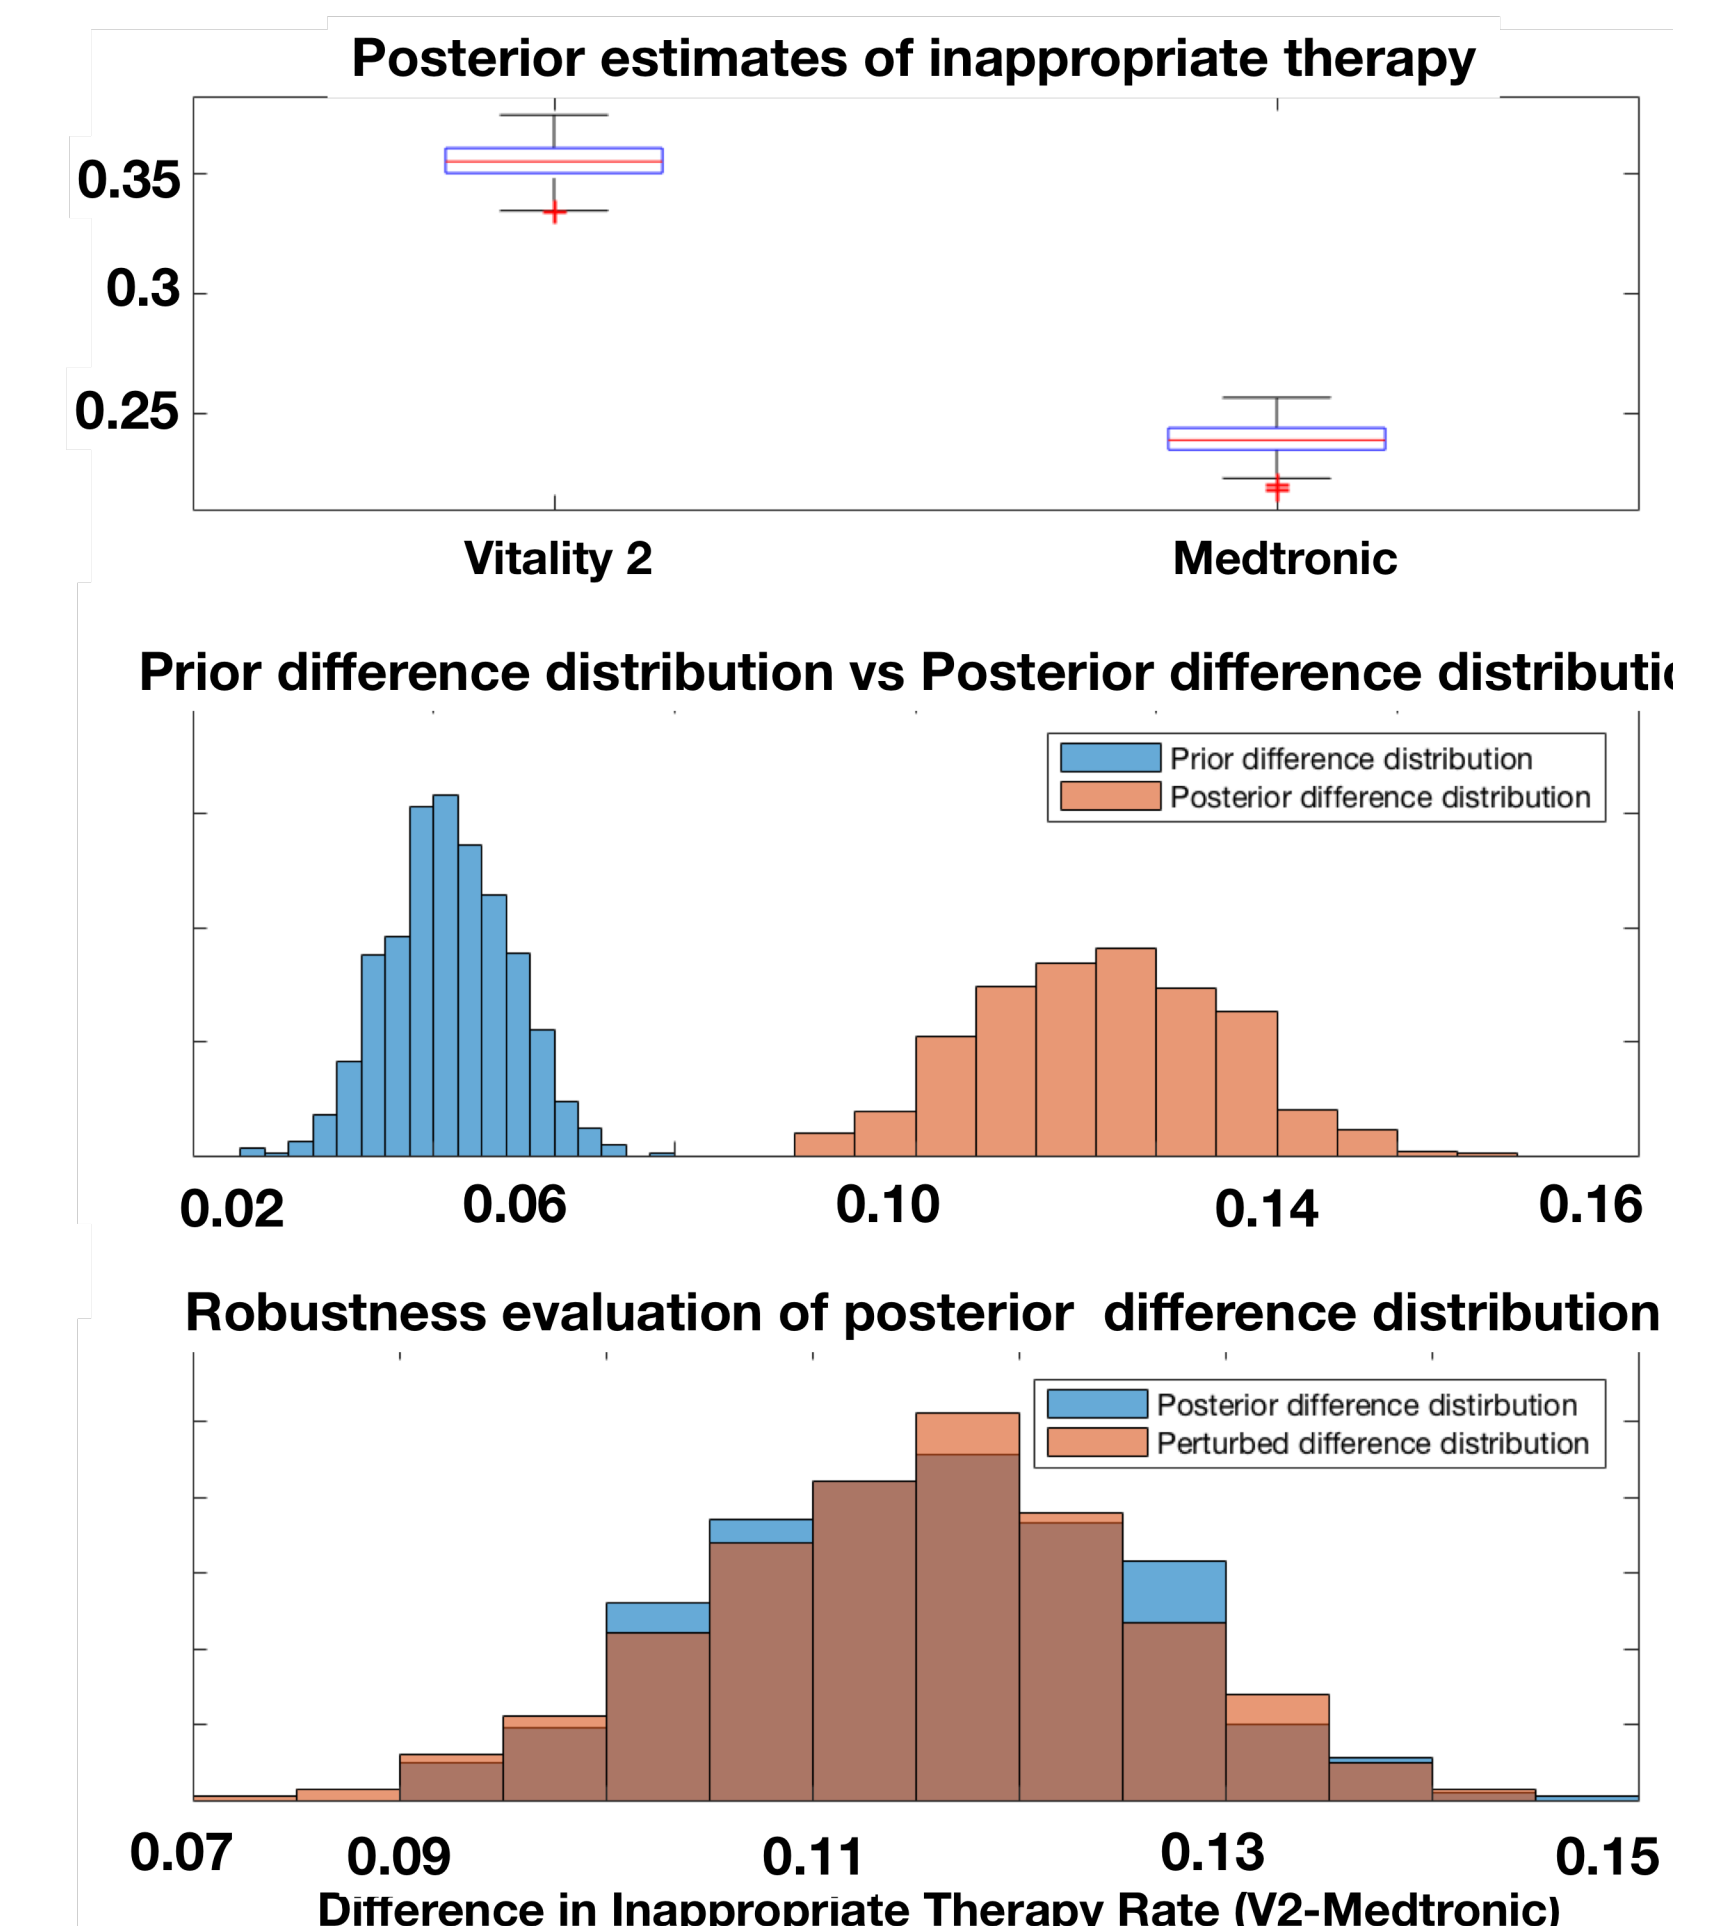 Posterior estimates of inappropriate therapy
0.35
0.3
0.25
Vitality 2
Medtronic
Prior difference distribution vs Posterior difference distributio
Prior difference distribution
Posterior difference distribution
0.02
0.06
0.10
0.14
0.16
Robustness evaluation of posterior difference distribution
Posterior difference distirbution
Perturbed difference distribution
0.07
0.09
0.11
0.13
0.15
Difference in Inappropriate Therapy Rate (V2-Medtronic)